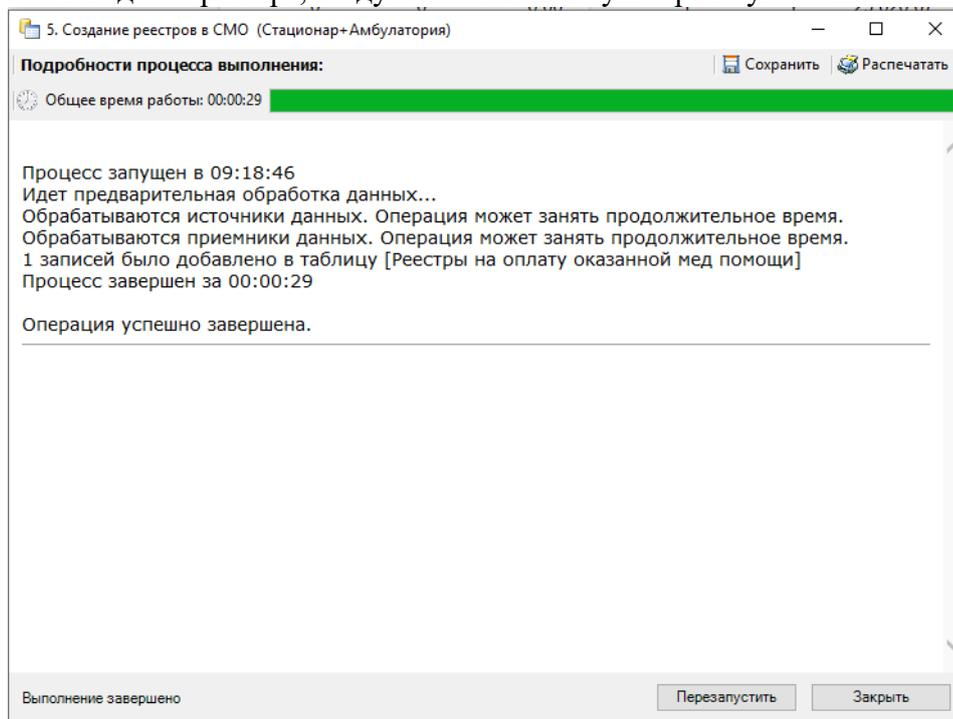 5. Создание реестров в СМО (Стационар+Амбулатория)
Подробности процесса выполнения:
Сохранить
Распечатать
Общее время работы: 00:00:29
Процесс запущен в 09:18:46
Идет предварительная обработка данных...
Обрабатываются источники данных. Операция может занять продолжительное время.
Обрабатываются приемники данных. Операция может занять продолжительное время.
1 записей было добавлено в таблицу [Реестры на оплату оказанной мед помощи]
Процесс завершен за 00:00:29
Операция успешно завершена.
Выполнение завершено
Перезапустить
Закрыть